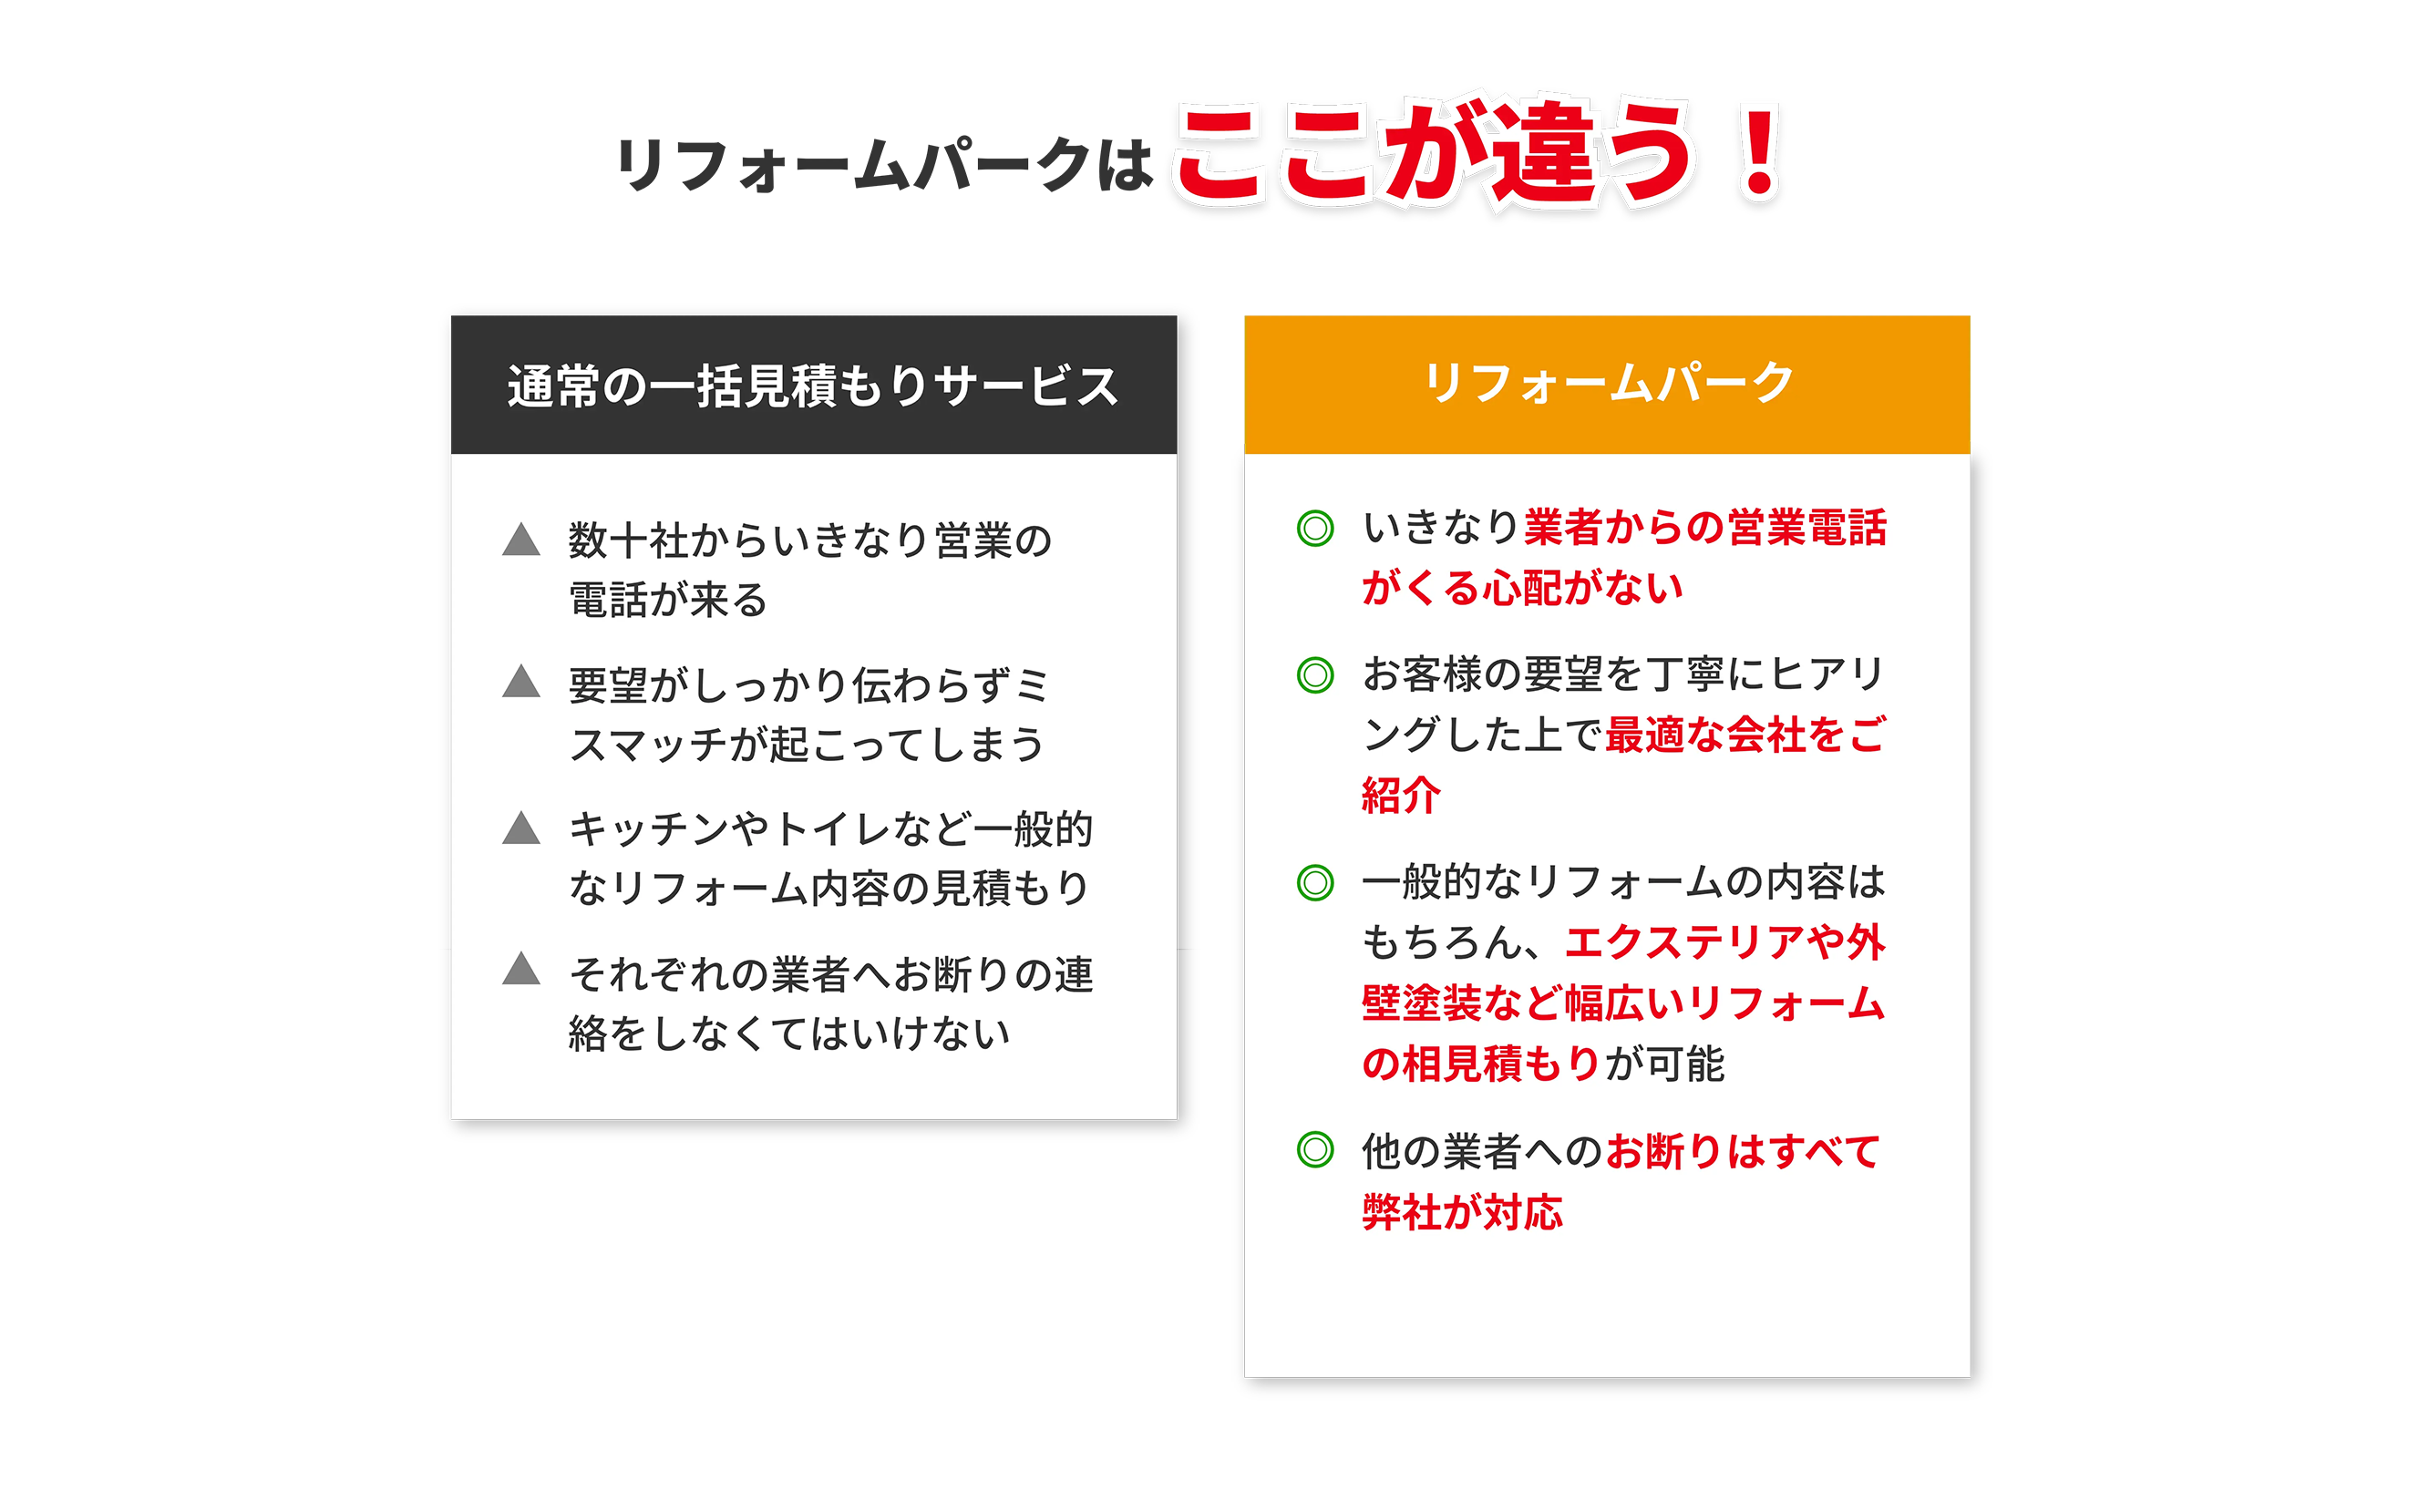 リフォームパークはここが違う！
通常の一括見積もりサービス
▲ 数十社からいきなり営業の
電話が来る
▲ 要望がしっかり伝わらずミ
スマッチが起こってしまう
▲ キッチンやトイレなど一般的
なリフォーム内容の見積もり
▲ それぞれの業者へお断りの連
絡をしなくてはいけない
リフォームパーク
◎ いきなり業者からの営業電話
がくる心配がない
◎ お客様の要望を丁寧にヒアリ
ングした上で最適な会社をご
紹介
◎ 一般的なリフォームの内容は
もちろん、エクステリアや外
壁塗装など幅広いリフォーム
の相見積もりが可能
◎ 他の業者へのお断りはすべて
弊社が対応